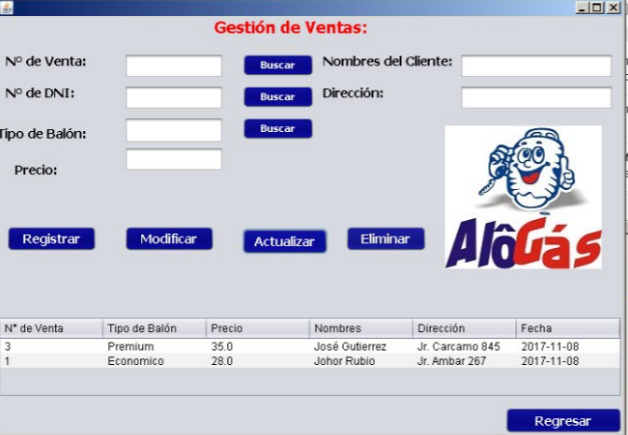 Gestión de Ventas:
Nº de Venta:
Buscar
Nombres del Cliente:
Nº de DNI:
Buscar
Dirección:
Tipo de Balón:
Buscar
Precio:
Registrar
Modificar
Actualizar
Eliminar
AlôGás
N° de Venta Tipo de Balón Precio Nombres Dirección Fecha
3 Premium 35.0 José Gutierrez Jr. Carcamo 845 2017-11-08
1 Economico 28.0 Johor Rubio Jr. Ambar 267 2017-11-08
Regresar